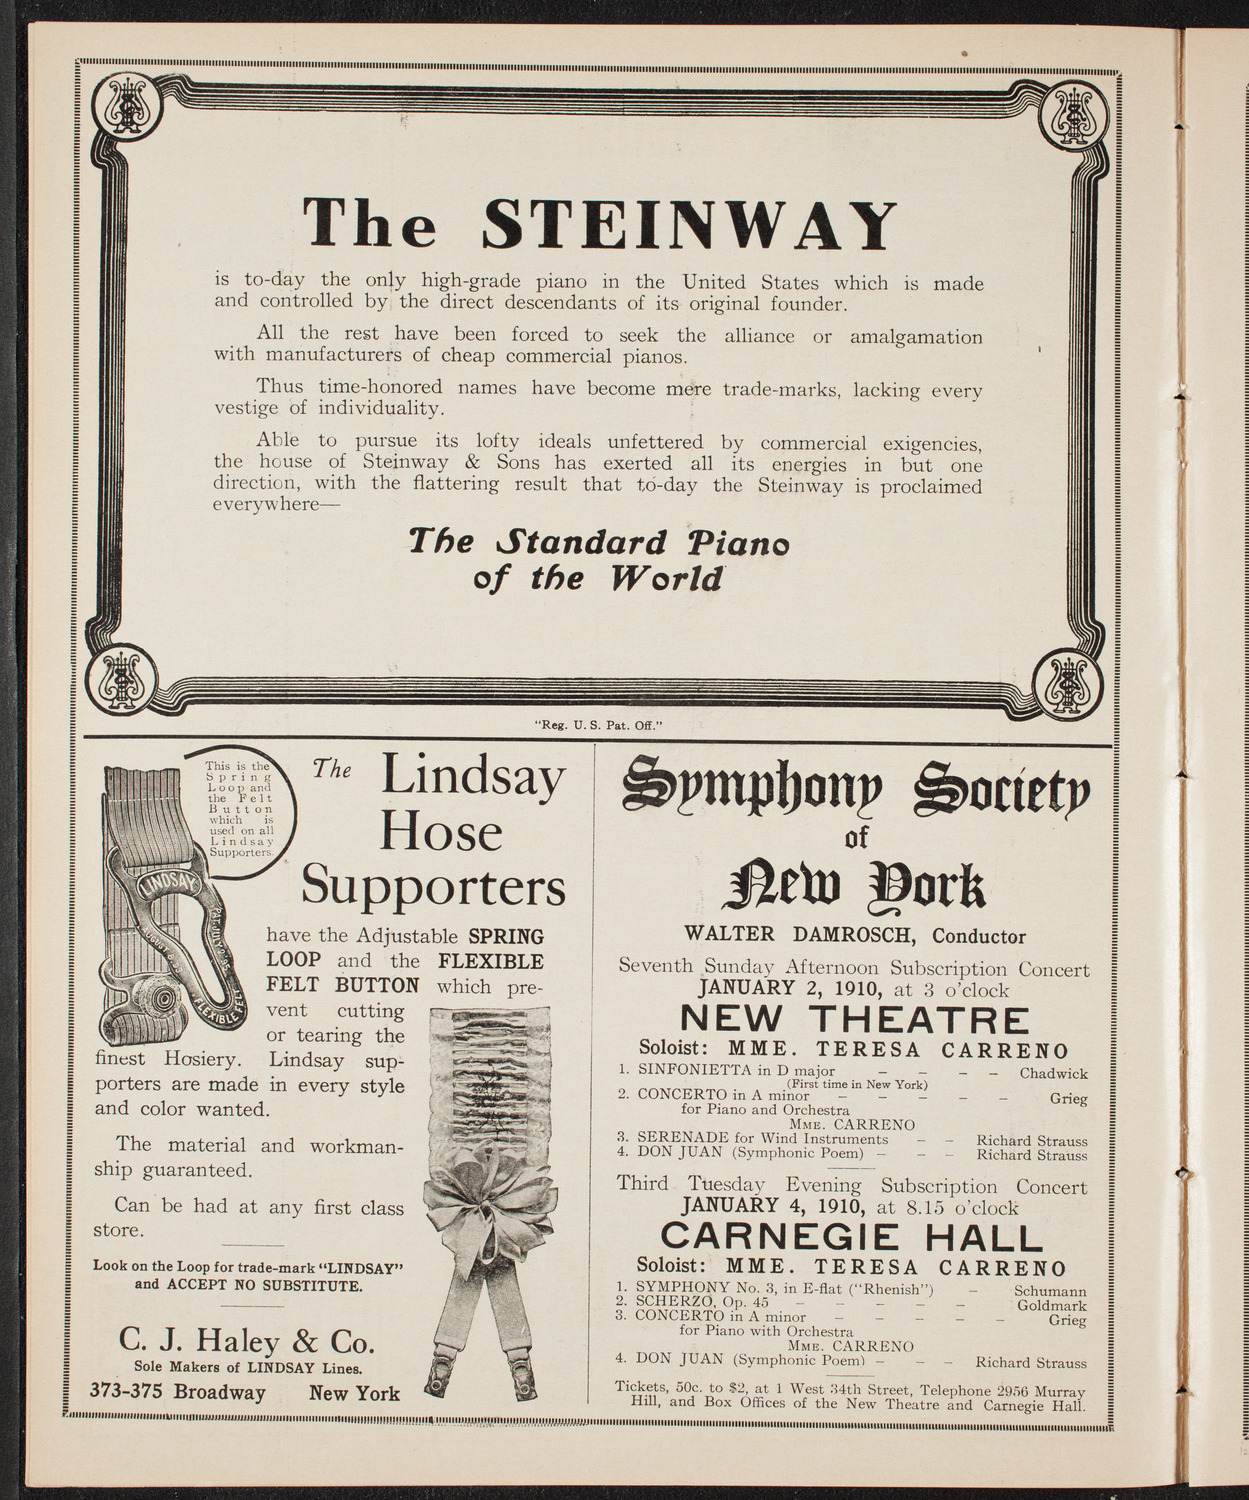 The STEINWAY
is to-day the only high-grade piano in the United States which is made
and controlled by the direct descendants of its original founder.
All the rest have been forced to seek the alliance or amalgamation
with manufacturers of cheap commercial pianos.
Thus time-honored names have become mere trade-marks, lacking every
vestige of individuality.
Able to pursue its lofty ideals unfettered by commercial exigencies,
the house of Steinway & Sons has exerted all its energies in but one
direction, with the flattering result that to-day the Steinway is proclaimed
everywhere—
The Standard Piano
of the World
"Reg. U. S. Pat. Off."
This is the
Spring
Loop and
the Felt
Button
which is
used on all
Lindsay
Supporters.
LINDSAY
FLEXIBLE
The Lindsay
Hose
Supporters
have the Adjustable SPRING
LOOP and the FLEXIBLE
FELT BUTTON which pre-
vent cutting
or tearing the
finest Hosiery. Lindsay sup-
porters are made in every style
and color wanted.
The material and workman-
ship guaranteed.
Can be had at any first class
store.
Look on the Loop for trade-mark "LINDSAY"
and ACCEPT NO SUBSTITUTE.
C. J. Haley & Co.
Sole Makers of LINDSAY Lines.
373-375 Broadway New York
Symphony Society
of
New York
WALTER DAMROSCH, Conductor
Seventh Sunday Afternoon Subscription Concert
JANUARY 2, 1910, at 3 o'clock
NEW THEATRE
Soloist: MME. TERESA CARRENO
1. SINFONIETTA in D major – – – – Chadwick
(First time in New York)
2. CONCERTO in A minor – – – – – Grieg
for Piano and Orchestra
MME. CARRENO
3. SERENADE for Wind Instruments – – Richard Strauss
4. DON JUAN (Symphonic Poem) – – – Richard Strauss
Third Tuesday Evening Subscription Concert
JANUARY 4, 1910, at 8.15 o'clock
CARNEGIE HALL
Soloist: MME. TERESA CARRENO
1. SYMPHONY No. 3, in E-flat ("Rhenish") – Schumann
2. SCHERZO, Op. 45 – – – – – Goldmark
3. CONCERTO in A minor – – – – – Grieg
for Piano with Orchestra
MME. CARRENO
4. DON JUAN (Symphonic Poem) – – – Richard Strauss
Tickets, 50c. to $2, at 1 West 34th Street, Telephone 2956 Murray
Hill, and Box Offices of the New Theatre and Carnegie Hall.